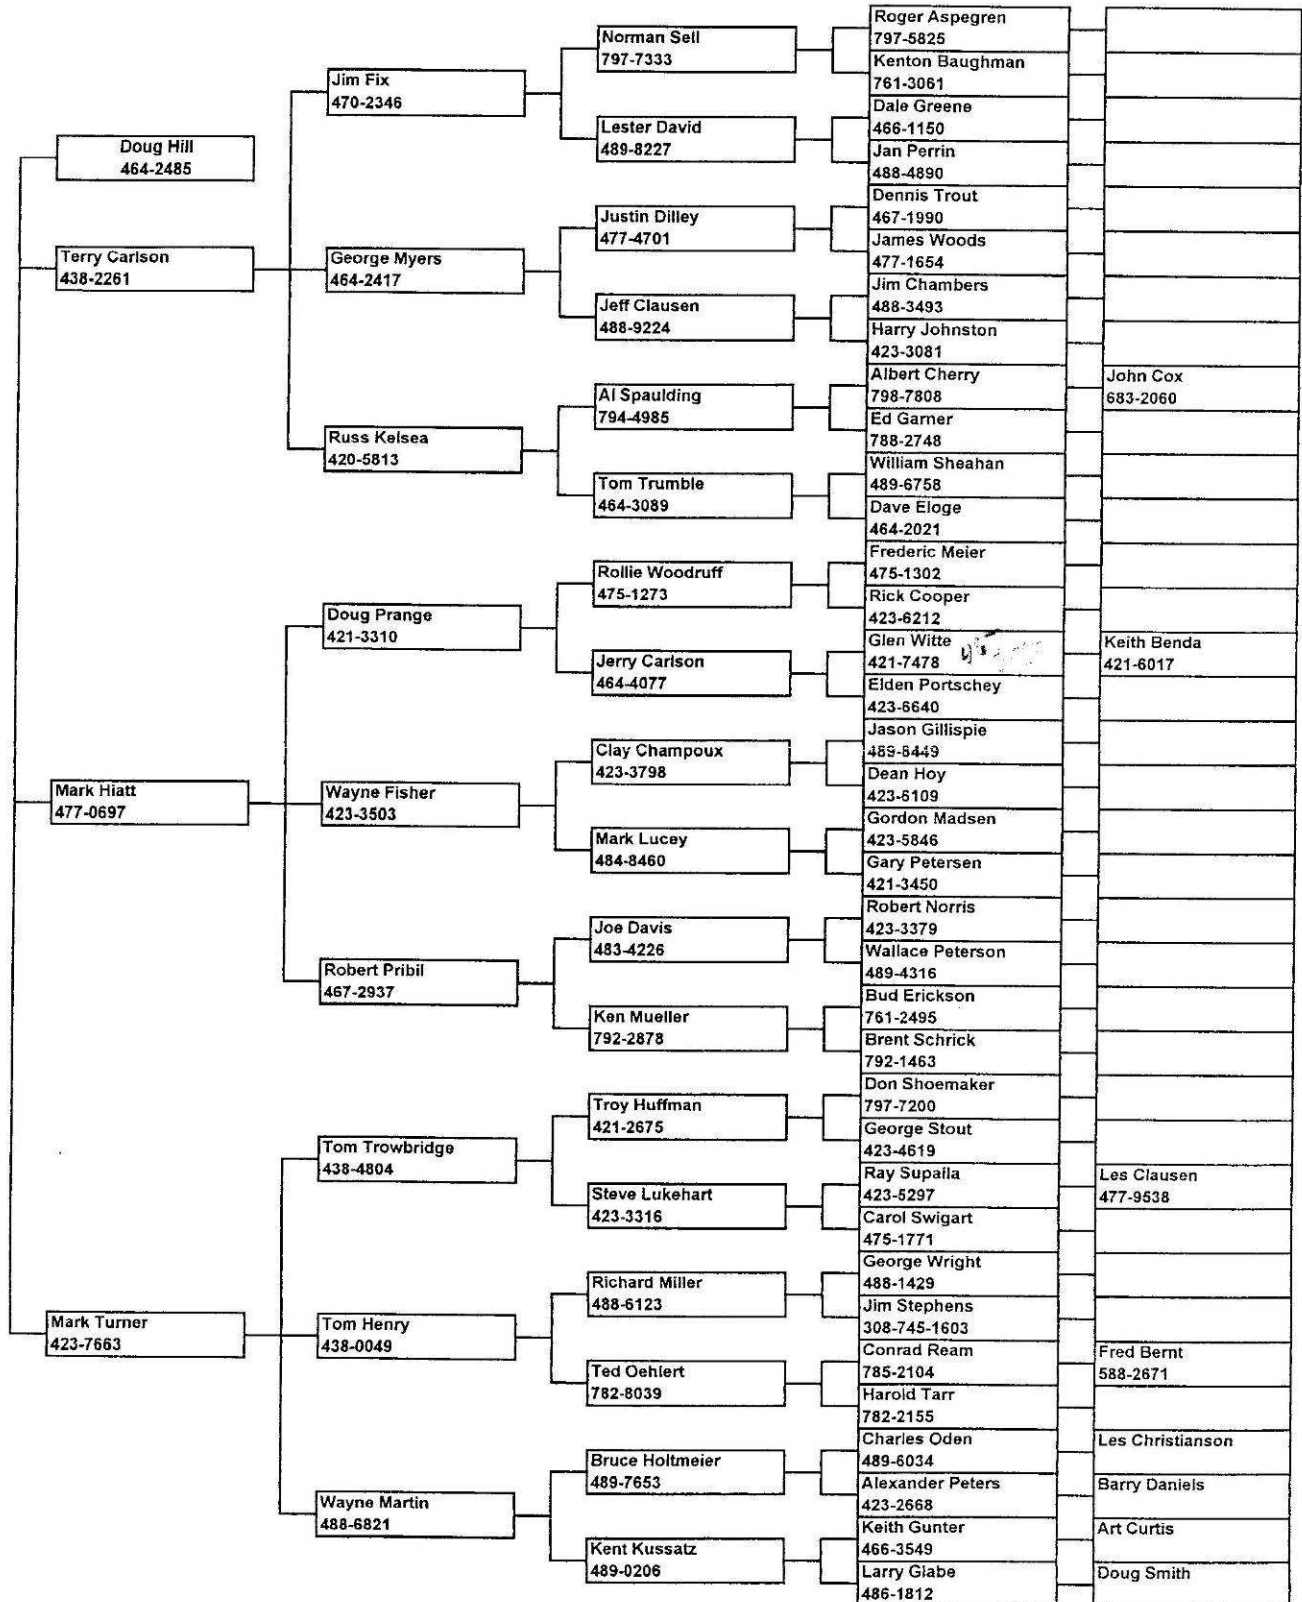 Doug Hill
464-2485
Terry Carlson
438-2261
Mark Hiatt
477-0697
Mark Turner
423-7663
Jim Fix
470-2346
George Myers
464-2417
Russ Kelsea
420-5813
Doug Prange
421-3310
Wayne Fisher
423-3503
Robert Pribil
467-2937
Tom Trowbridge
438-4804
Tom Henry
438-0049
Wayne Martin
488-6821
Norman Sell
797-7333
Lester David
489-8227
Justin Dilley
477-4701
Jeff Clausen
488-9224
Al Spaulding
794-4985
Tom Trumble
464-3089
Rollie Woodruff
475-1273
Jerry Carlson
464-4077
Clay Champoux
423-3798
Mark Lucey
484-8460
Joe Davis
483-4226
Ken Mueller
792-2878
Troy Huffman
421-2675
Steve Lukehart
423-3316
Richard Miller
488-6123
Ted Oehlert
782-8039
Bruce Holtmeier
489-7653
Kent Kussatz
489-0206
Roger Aspegren
797-5825
Kenton Baughman
761-3061
Dale Greene
466-1150
Jan Perrin
488-4890
Dennis Trout
467-1990
James Woods
477-1654
Jim Chambers
488-3493
Harry Johnston
423-3081
Albert Cherry
798-7808
Ed Garner
788-2748
William Sheahan
489-6758
Dave Eloge
464-2021
Frederic Meier
475-1302
Rick Cooper
423-6212
Glen Witte
421-7478
Elden Portschey
423-6640
Jason Gillispie
489-8449
Dean Hoy
423-6109
Gordon Madsen
423-5846
Gary Petersen
421-3450
Robert Norris
423-3379
Wallace Peterson
489-4316
Bud Erickson
761-2495
Brent Schrick
792-1463
Don Shoemaker
797-7200
George Stout
423-4619
Ray Supalla
423-5297
Carol Swigart
475-1771
George Wright
488-1429
Jim Stephens
308-745-1603
Conrad Ream
785-2104
Harold Tarr
782-2155
Charles Oden
489-6034
Alexander Peters
423-2668
Keith Gunter
466-3549
Larry Glabe
486-1812
John Cox
683-2060
Keith Benda
421-6017
Les Clausen
477-9538
Fred Bernt
588-2671
Les Christianson
Barry Daniels
Art Curtis
Doug Smith